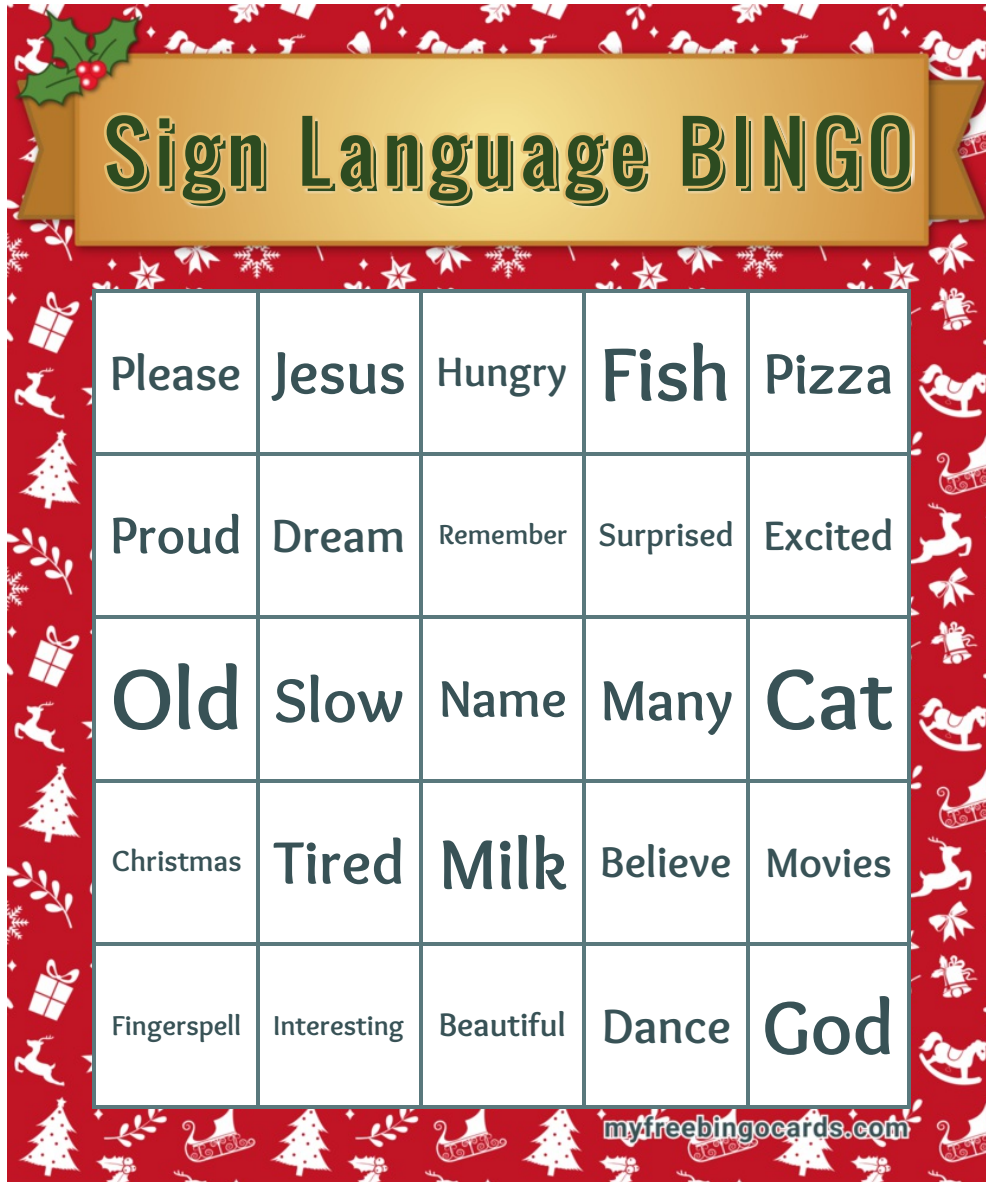 Sign Language BINGO
Please Jesus Hungry Fish Pizza
Proud Dream Remember Surprised Excited
Old Slow Name Many Cat
Christmas Tired Milk Believe Movies
Fingerspell Interesting Beautiful Dance God
myfreebingocards.com